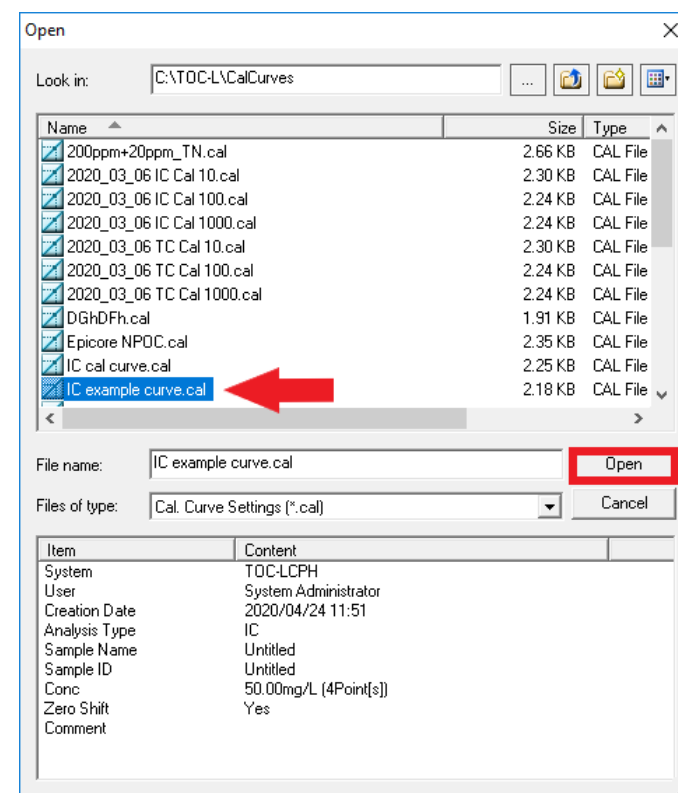 Open
Look in: C:\TOC-L\CalCurves ...
Name Size Type
200ppm+20ppm_TN.cal 2.66 KB CAL File
2020_03_06 IC Cal 10.cal 2.30 KB CAL File
2020_03_06 IC Cal 100.cal 2.24 KB CAL File
2020_03_06 IC Cal 1000.cal 2.24 KB CAL File
2020_03_06 TC Cal 10.cal 2.30 KB CAL File
2020_03_06 TC Cal 100.cal 2.24 KB CAL File
2020_03_06 TC Cal 1000.cal 2.24 KB CAL File
DGhDFh.cal 1.91 KB CAL File
Epicore NPOC.cal 2.35 KB CAL File
IC cal curve.cal 2.25 KB CAL File
IC example curve.cal 2.18 KB CAL File
File name: IC example curve.cal Open
Files of type: Cal. Curve Settings (*.cal) Cancel
Item Content
System TOC-LCPH
User System Administrator
Creation Date 2020/04/24 11:51
Analysis Type IC
Sample Name Untitled
Sample ID Untitled
Conc 50.00mg/L (4Point[s])
Zero Shift Yes
Comment